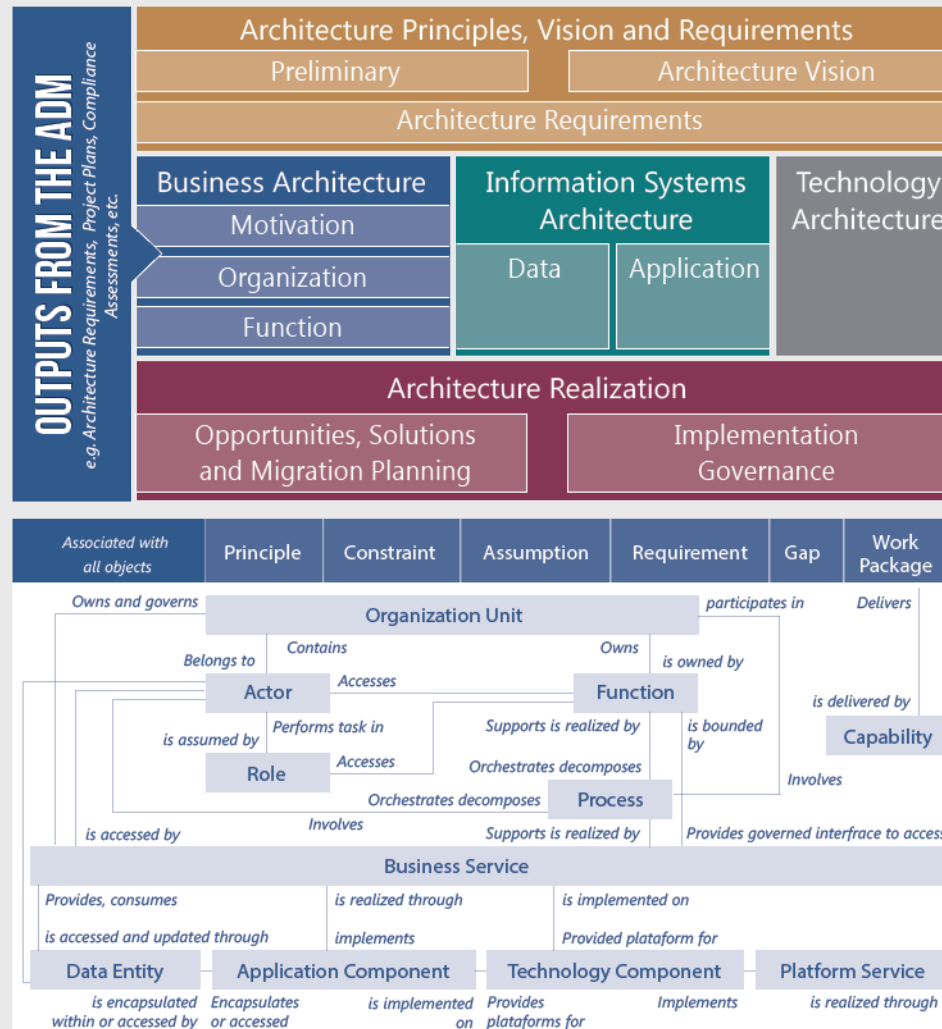 OUTPUTS FROM THE ADM
e.g. Architecture Requirements, Project Plans, Compliance
Assessments, etc.
Architecture Principles, Vision and Requirements
Preliminary
Architecture Vision
Architecture Requirements
Business Architecture
Motivation
Organization
Function
Information Systems
Architecture
Data
Application
Technology
Architecture
Architecture Realization
Opportunities, Solutions
and Migration Planning
Implementation
Governance
Associated with
all objects
Principle
Constraint
Assumption
Requirement
Gap
Work
Package
Owns and governs
Organization Unit
participates in
Delivers
Contains
Owns
Belongs to
is owned by
Actor
Accesses
Function
is delivered by
Performs task in
Supports is realized by
is bounded
by
is assumed by
Capability
Role
Accesses
Orchestrates decomposes
Involves
Orchestrates decomposes
Process
Involves
is accessed by
Supports is realized by
Provides governed interfrace to access
Business Service
Provides, consumes
is realized through
is implemented on
is accessed and updated through
implements
Provided plataform for
Data Entity
Application Component
Technology Component
Platform Service
is encapsulated
within or accessed by
Encapsulates
or accessed
is implemented
on
Provides
plataforms for
Implements
is realized through